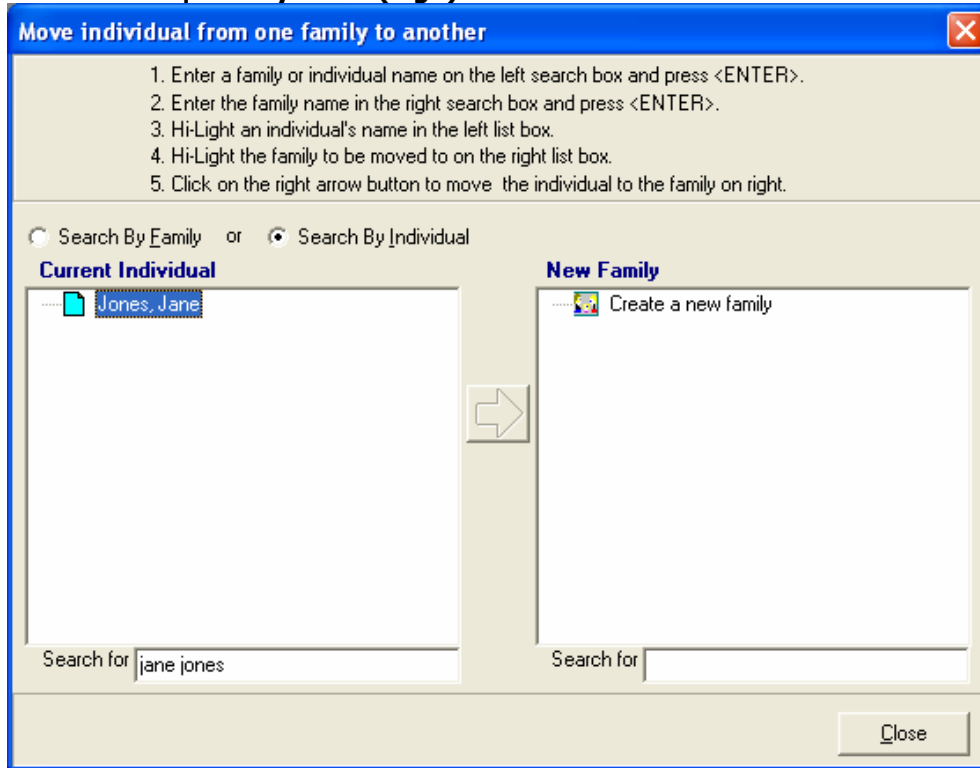 Move individual from one family to another
1. Enter a family or individual name on the left search box and press <ENTER>.
2. Enter the family name in the right search box and press <ENTER>.
3. Hi-Light an individual's name in the left list box.
4. Hi-Light the family to be moved to on the right list box.
5. Click on the right arrow button to move the individual to the family on right.
Search By Family or Search By Individual
Current Individual
New Family
Jones, Jane
Create a new family
Search for jane jones
Search for
Close